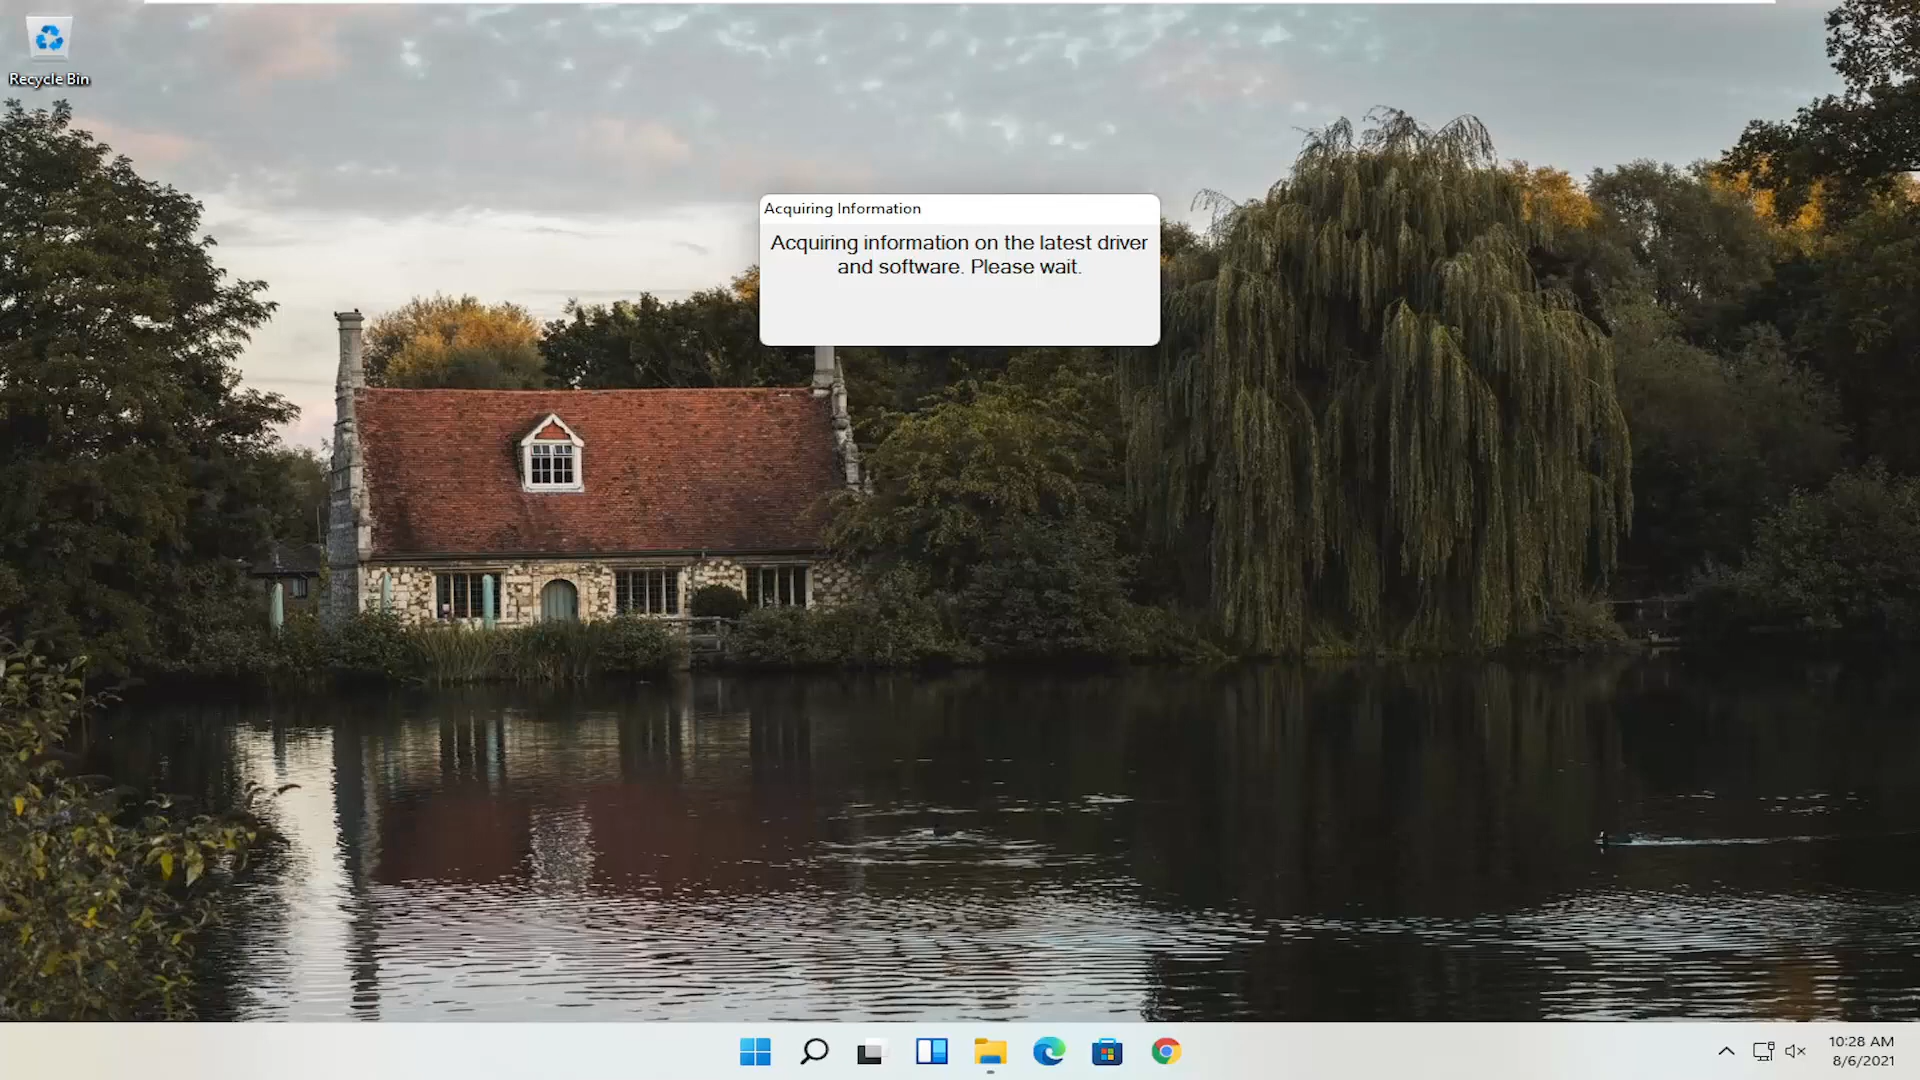 Recycle Bin
Acquiring Information
Acquiring information on the latest driver
and software. Please wait.
10:28 AM
8/6/2021